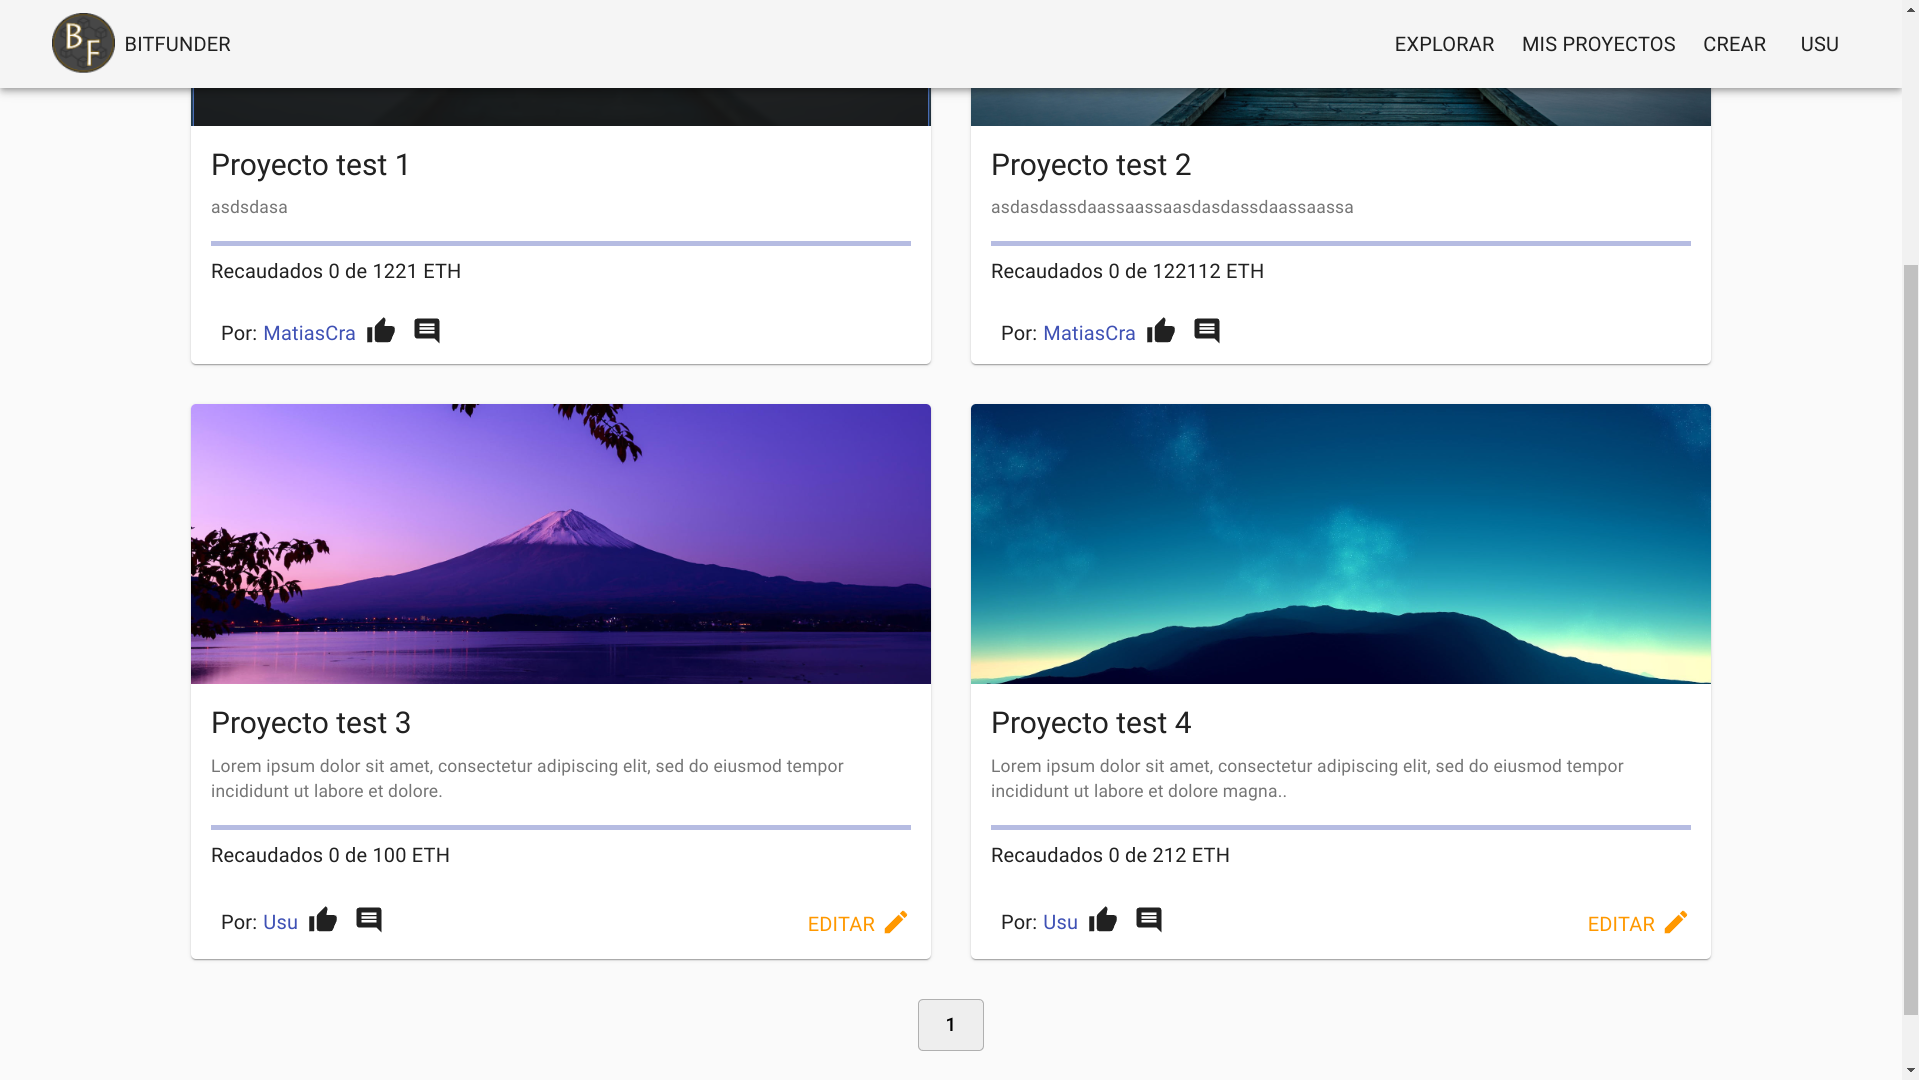 BF BITFUNDER EXPLORAR MIS PROYECTOS CREAR USU
Proyecto test 1
asdsdasa
Recaudados 0 de 1221 ETH
Por: MatiasCra
Proyecto test 2
asdasdassdaassaassaasdasdassdaassaassa
Recaudados 0 de 122112 ETH
Por: MatiasCra
Proyecto test 3
Lorem ipsum dolor sit amet, consectetur adipiscing elit, sed do eiusmod tempor
incididunt ut labore et dolore.
Recaudados 0 de 100 ETH
Por: Usu EDITAR
Proyecto test 4
Lorem ipsum dolor sit amet, consectetur adipiscing elit, sed do eiusmod tempor
incididunt ut labore et dolore magna..
Recaudados 0 de 212 ETH
Por: Usu EDITAR
1